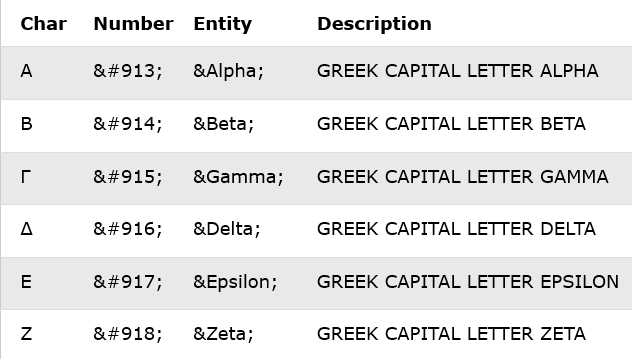 Char Number Entity Description
Α &#913; &Alpha; GREEK CAPITAL LETTER ALPHA
Β &#914; &Beta; GREEK CAPITAL LETTER BETA
Γ &#915; &Gamma; GREEK CAPITAL LETTER GAMMA
Δ &#916; &Delta; GREEK CAPITAL LETTER DELTA
Ε &#917; &Epsilon; GREEK CAPITAL LETTER EPSILON
Ζ &#918; &Zeta; GREEK CAPITAL LETTER ZETA